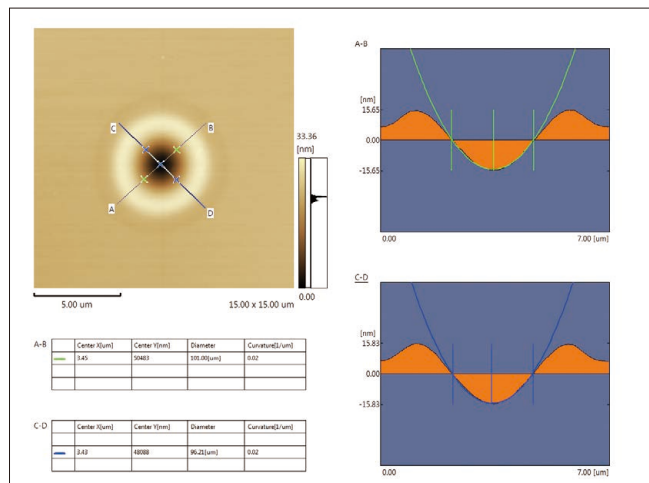 C
B
A
D
33.36
[nm]
0.00
5.00 um
15.00 x 15.00 um
A-B
Center X[um] Center Y[nm] Diameter Curvature[1/um]
3.45 50483 101.00[um] 0.02
C-D
Center X[um] Center Y[nm] Diameter Curvature[1/um]
3.43 48088 96.21[um] 0.02
A-B
[nm]
15.65
0.00
-15.65
0.00 7.00 [um]
C-D
[nm]
15.83
0.00
-15.83
0.00 7.00 [um]